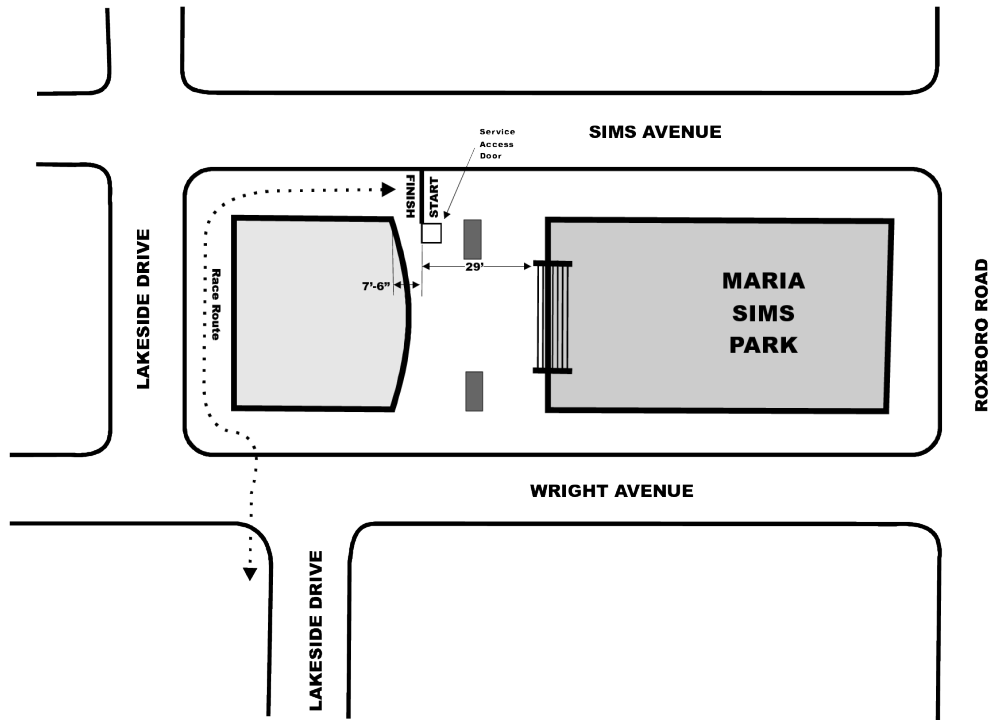 SIMS AVENUE
Service
Access
Door
FINISH
START
29'
7'-6"
Race Route
LAKESIDE DRIVE
MARIA
SIMS
PARK
ROXBORO ROAD
WRIGHT AVENUE
LAKESIDE DRIVE